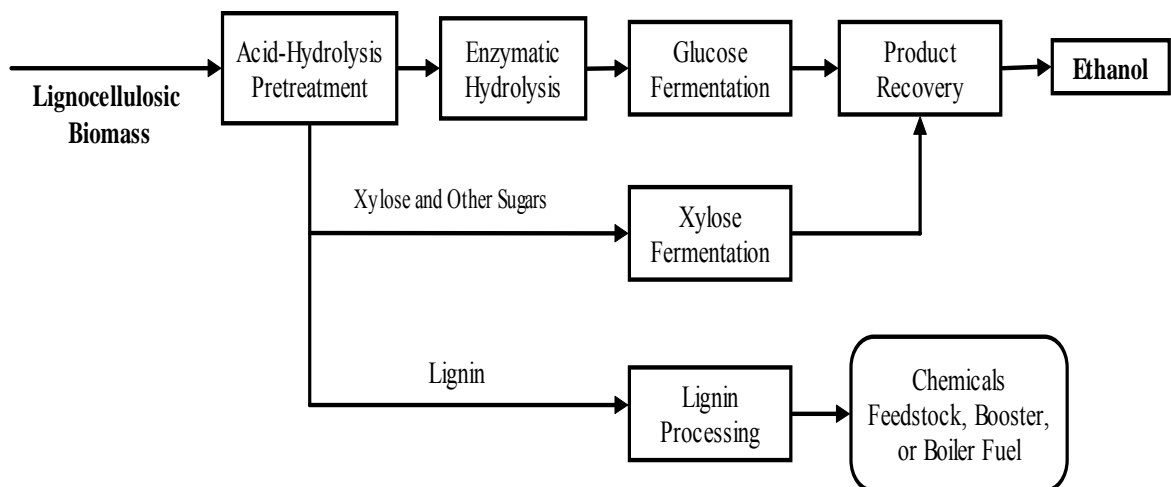 Acid-Hydrolysis
Pretreatment
Enzymatic
Hydrolysis
Glucose
Fermentation
Product
Recovery
Ethanol
Lignocellulosic
Biomass
Xylose and Other Sugars
Xylose
Fermentation
Lignin
Lignin
Processing
Chemicals
Feedstock, Booster,
or Boiler Fuel